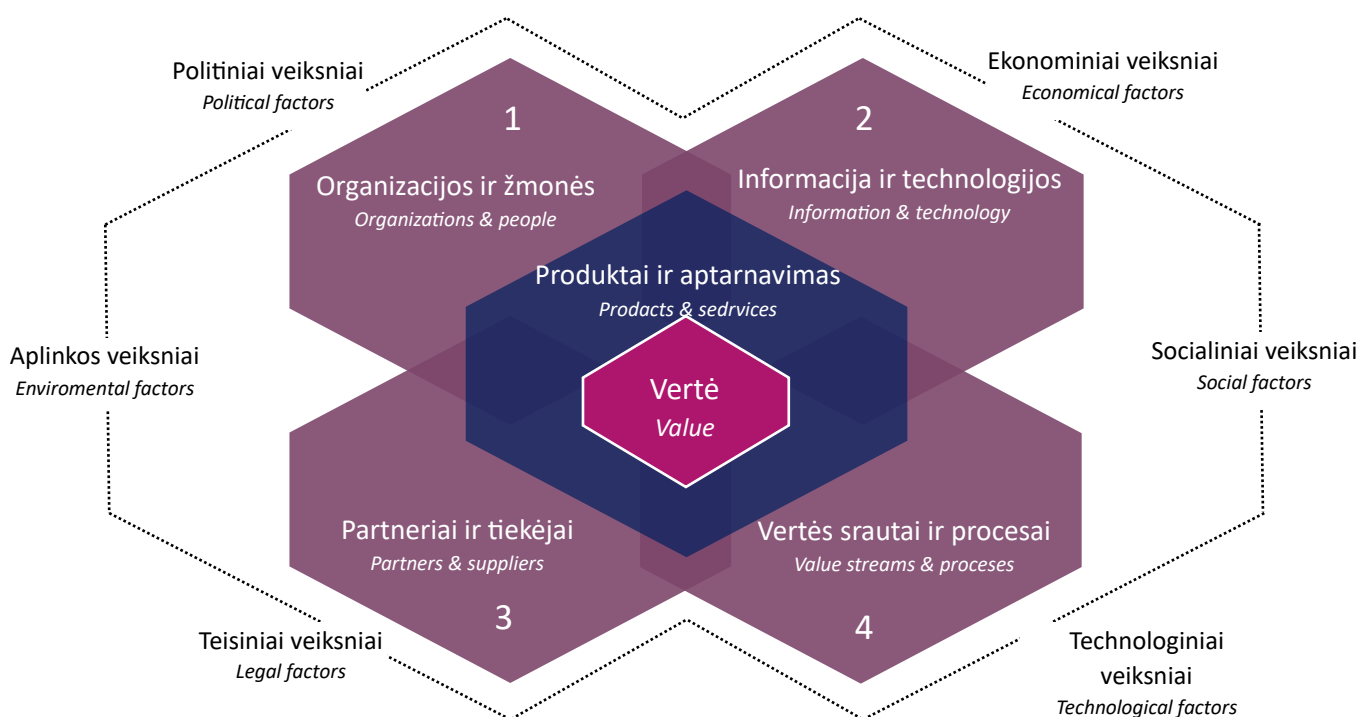 Politiniai veiksniai
Political factors
Ekonominiai veiksniai
Economical factors
1
Organizacijos ir žmonės
Organizations & people
2
Informacija ir technologijos
Information & technology
Produktai ir aptarnavimas
Prodacts & sedrvices
Aplinkos veiksniai
Enviromental factors
Vertė
Value
Socialiniai veiksniai
Social factors
Partneriai ir tiekėjai
Partners & suppliers
3
Vertės srautai ir procesai
Value streams & proceses
4
Teisiniai veiksniai
Legal factors
Technologiniai
veiksniai
Technological factors